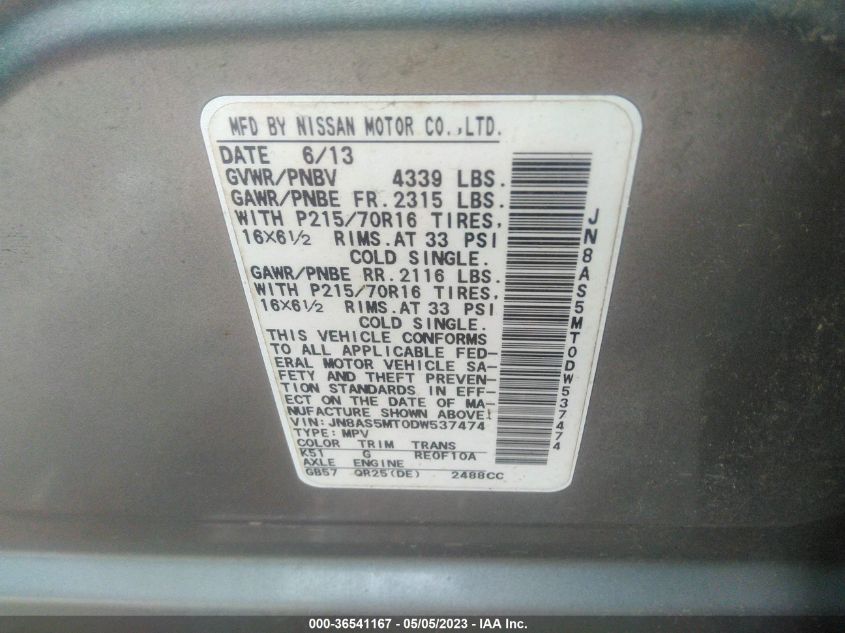 MFD BY NISSAN MOTOR CO.,LTD.
DATE 6/13
GVWR/PNBV 4339 LBS.
GAWR/PNBE FR. 2315 LBS.
WITH P215/70R16 TIRES,
16X6½ RIMS.AT 33 PSI
COLD SINGLE.
GAWR/PNBE RR. 2116 LBS.
WITH P215/70R16 TIRES,
16X6½ RIMS.AT 33 PSI
COLD SINGLE.
THIS VEHICLE CONFORMS
TO ALL APPLICABLE FED-
ERAL MOTOR VEHICLE SA-
FETY AND THEFT PREVEN-
TION STANDARDS IN EFF-
ECT ON THE DATE OF MA-
NUFACTURE SHOWN ABOVE.
VIN: JN8AS5MT0DW537474
TYPE: MPV
COLOR TRIM TRANS
K51 G RE0F10A
AXLE ENGINE
GB57 QR25(DE) 2488CC
JN8AS5MT0DW537474
000-36541167 - 05/05/2023 - IAA Inc.